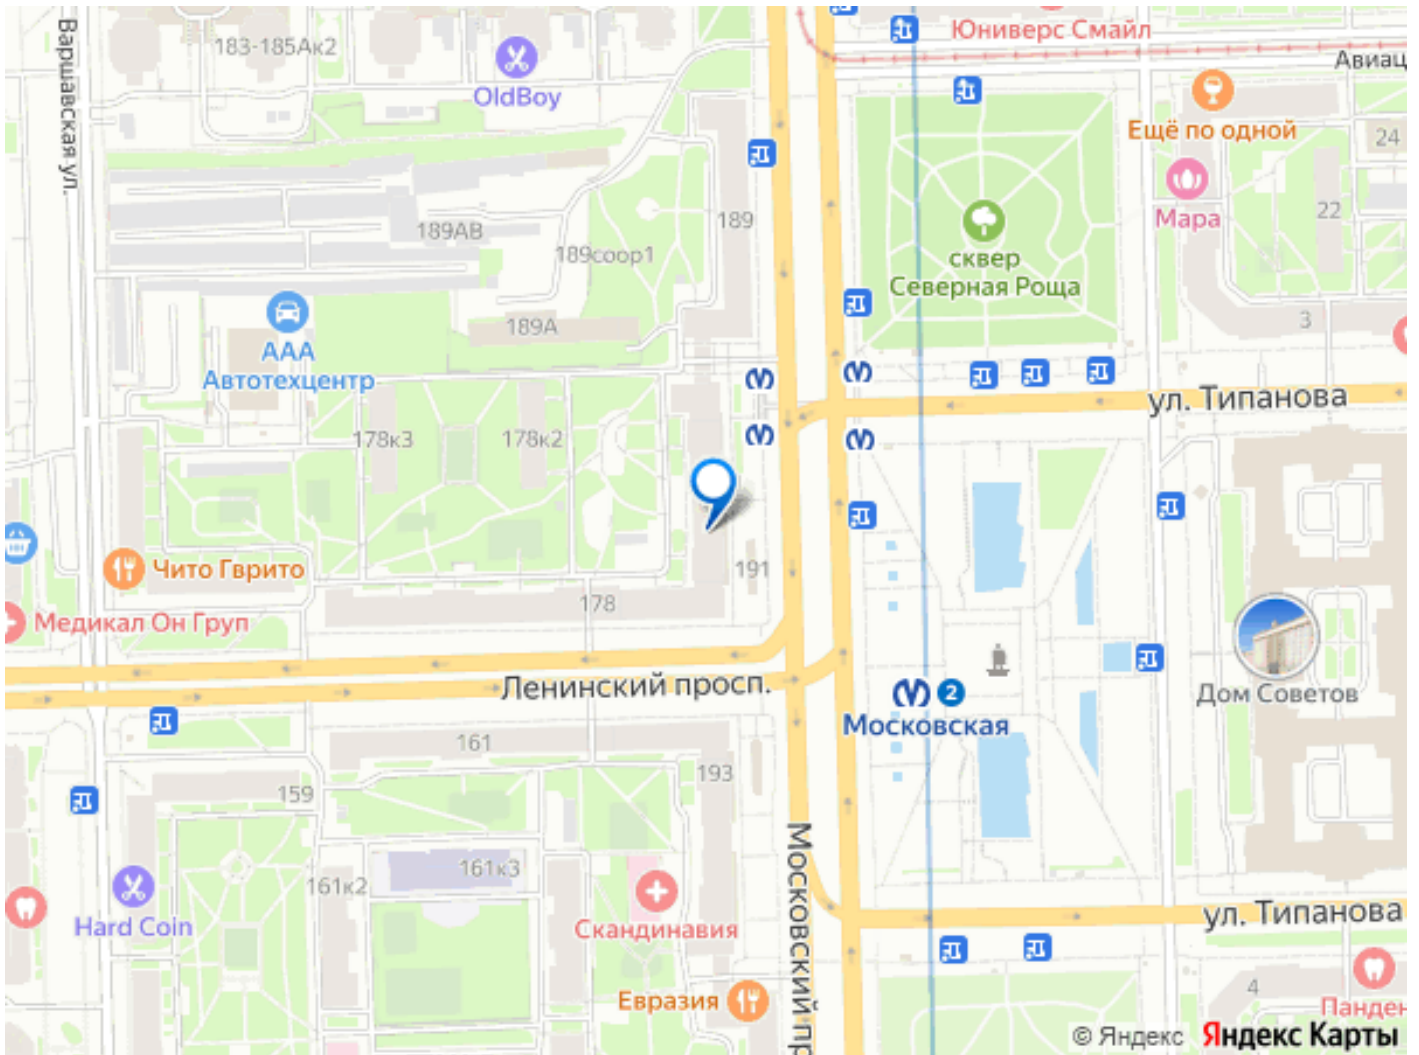 Юниверс Смайл
183-185Ак2
Авиац
OldBoy
Варшавская ул.
Ещё по одной
24
Мара
22
189
189АВ
189соор1
сквер
Северная Роща
3
189А
ААА
Автотехцентр
ул. Типанова
178к3
178к2
Чито Гврито
191
178
Медикал Он Груп
Ленинский просп.
2
Московская
Дом Советов
161
193
159
161к3
161к2
Московский пр
Hard Coin
Скандинавия
ул. Типанова
Евразия
4
Панден
© Яндекс Яндекс Карты